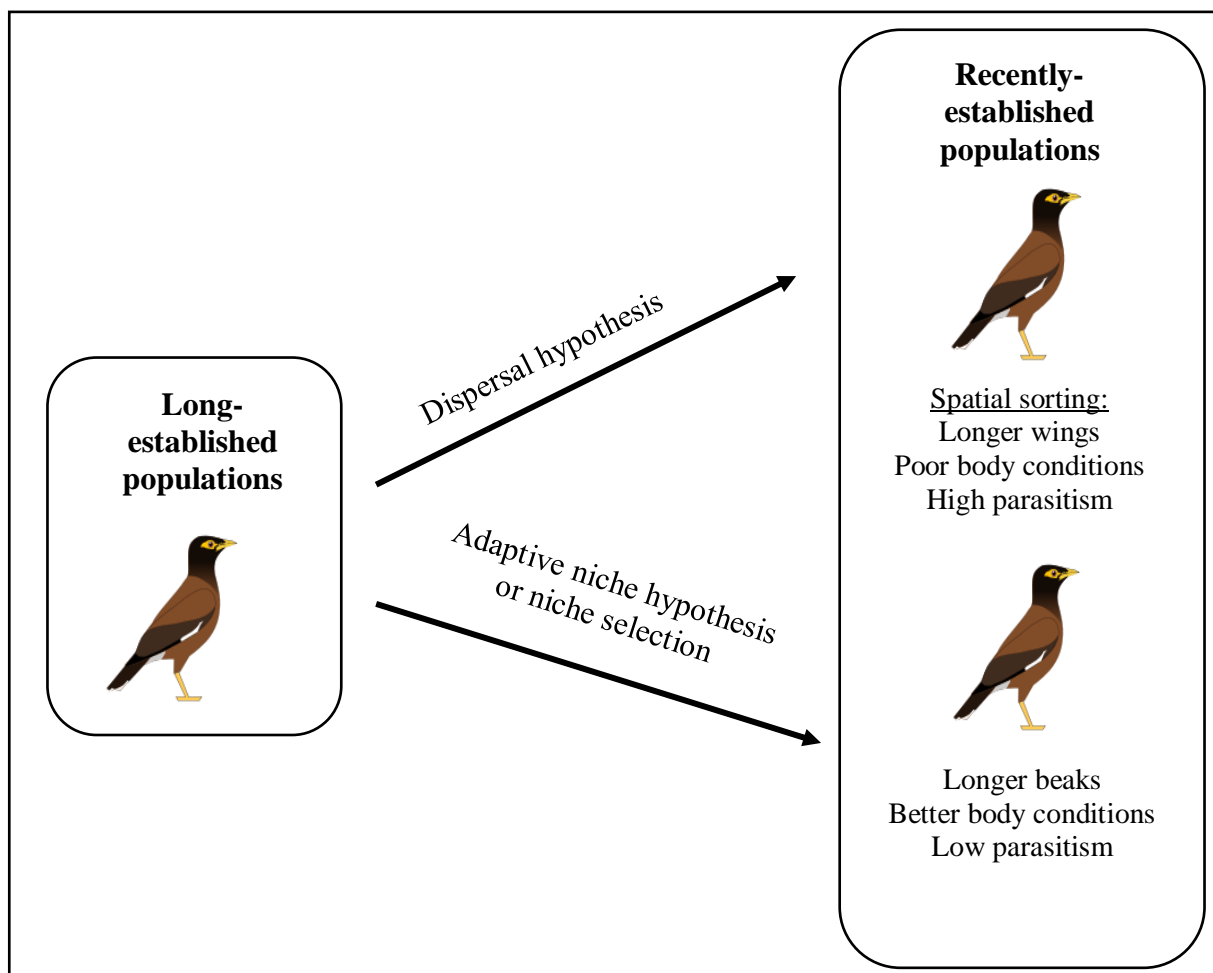 Long-
established
populations
Dispersal hypothesis
Adaptive niche hypothesis
or niche selection
Recently-
established
populations
Spatial sorting:
Longer wings
Poor body conditions
High parasitism
Longer beaks
Better body conditions
Low parasitism